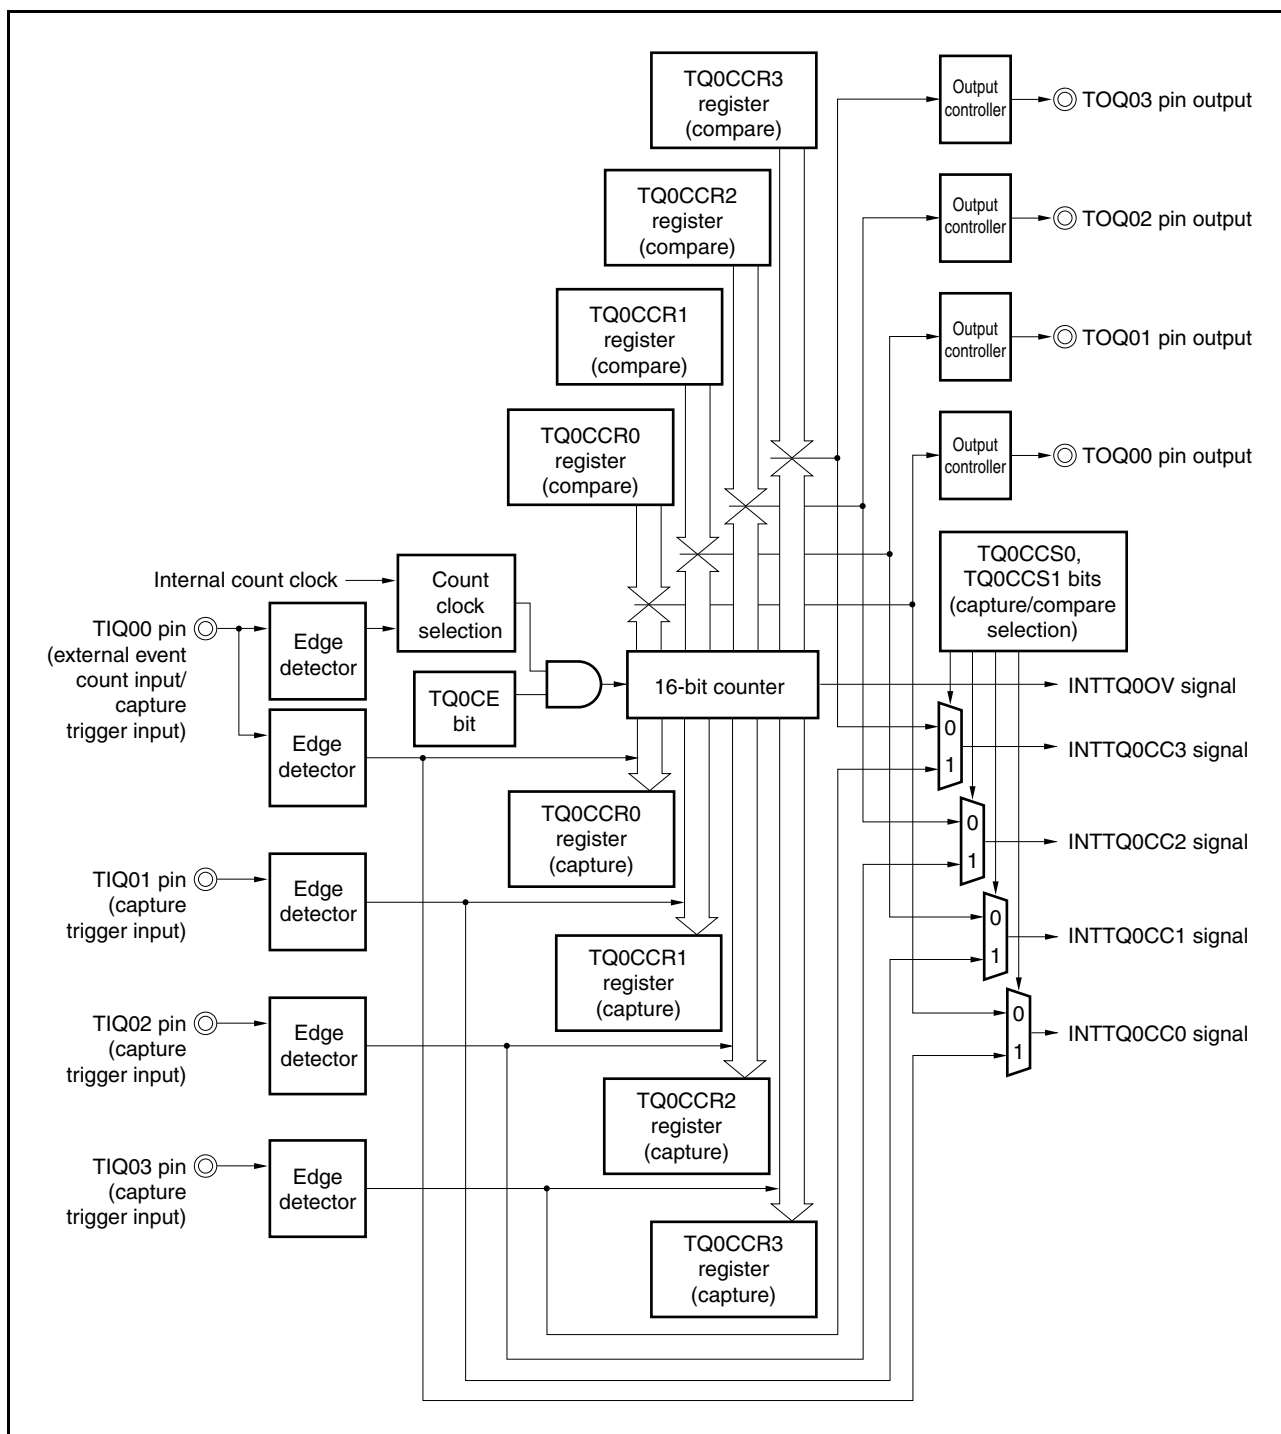 TQ0CCR3
register
(compare)
Output
controller
TOQ03 pin output
TQ0CCR2
register
(compare)
Output
controller
TOQ02 pin output
TQ0CCR1
register
(compare)
Output
controller
TOQ01 pin output
TQ0CCR0
register
(compare)
Output
controller
TOQ00 pin output
TQ0CCS0,
TQ0CCS1 bits
(capture/compare
selection)
Internal count clock
Count
clock
selection
TIQ00 pin
(external event
count input/
capture
trigger input)
Edge
detector
TQ0CE
bit
16-bit counter
INTTQ0OV signal
Edge
detector
0
1
INTTQ0CC3 signal
TQ0CCR0
register
(capture)
0
1
INTTQ0CC2 signal
TIQ01 pin
(capture
trigger input)
Edge
detector
0
1
INTTQ0CC1 signal
TQ0CCR1
register
(capture)
TIQ02 pin
(capture
trigger input)
Edge
detector
0
1
INTTQ0CC0 signal
TQ0CCR2
register
(capture)
TIQ03 pin
(capture
trigger input)
Edge
detector
TQ0CCR3
register
(capture)